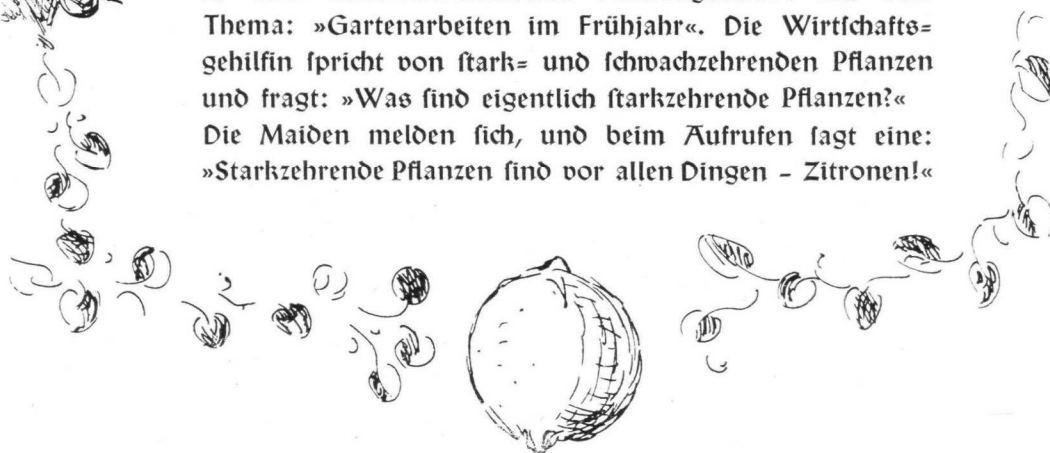 Thema: »Gartenarbeiten im Frühjahr«. Die Wirtſchafts=
gehilfin ſpricht von ſtark= und ſchwachzehrenden Pflanzen
und fragt: »Was ſind eigentlich ſtarkzehrende Pflanzen?«
Die Maiden melden ſich, und beim Aufrufen ſagt eine:
»Starkzehrende Pflanzen ſind vor allen Dingen – Zitronen!«